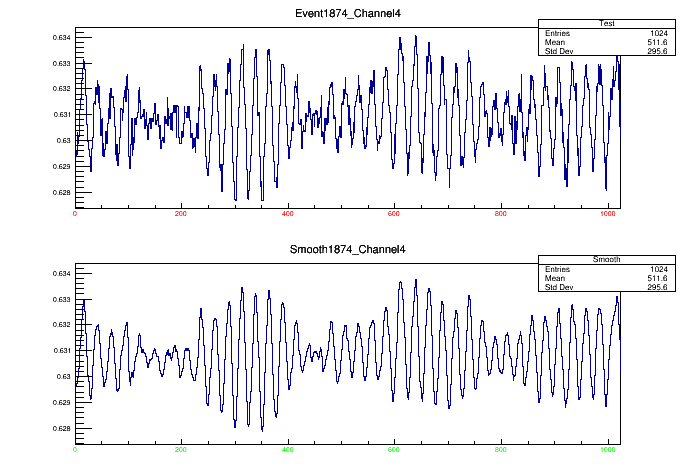 Event1874_Channel4
Test
Entries 1024
Mean 511.6
Std Dev 295.6
0.634
0.633
0.632
0.631
0.63
0.629
0.628
0 200 400 600 800 1000
Smooth1874_Channel4
Smooth
Entries 1024
Mean 511.6
Std Dev 295.6
0.634
0.633
0.632
0.631
0.63
0.629
0.628
0 200 400 600 800 1000